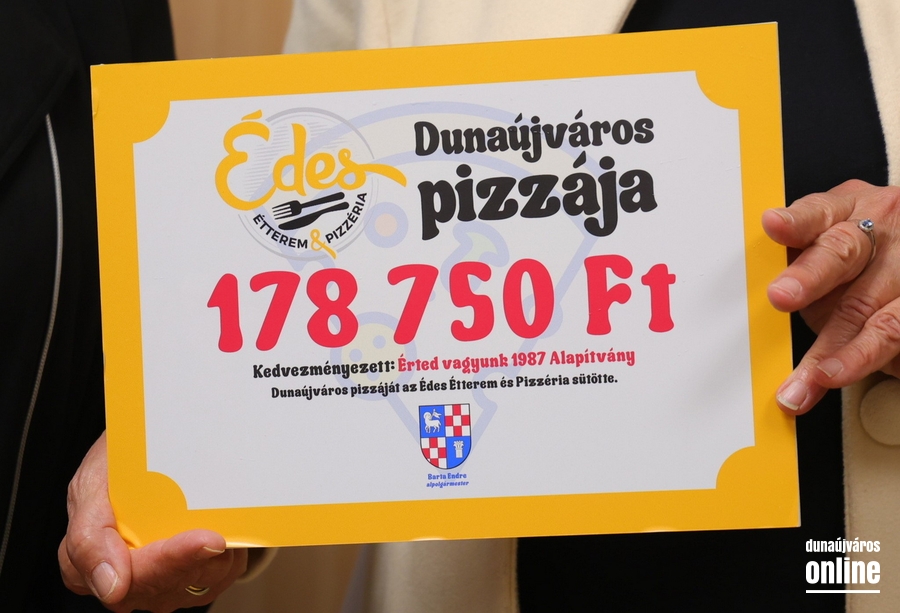 Édes
ÉTTEREM & PIZZÉRIA
Dunaújváros
pizzája
178 750 Ft
Kedvezményezett: Érted vagyunk 1987 Alapítvány
Dunaújváros pizzáját az Édes Étterem és Pizzéria sütötte.
Barta Endre
alpolgármester
dunaújváros
online